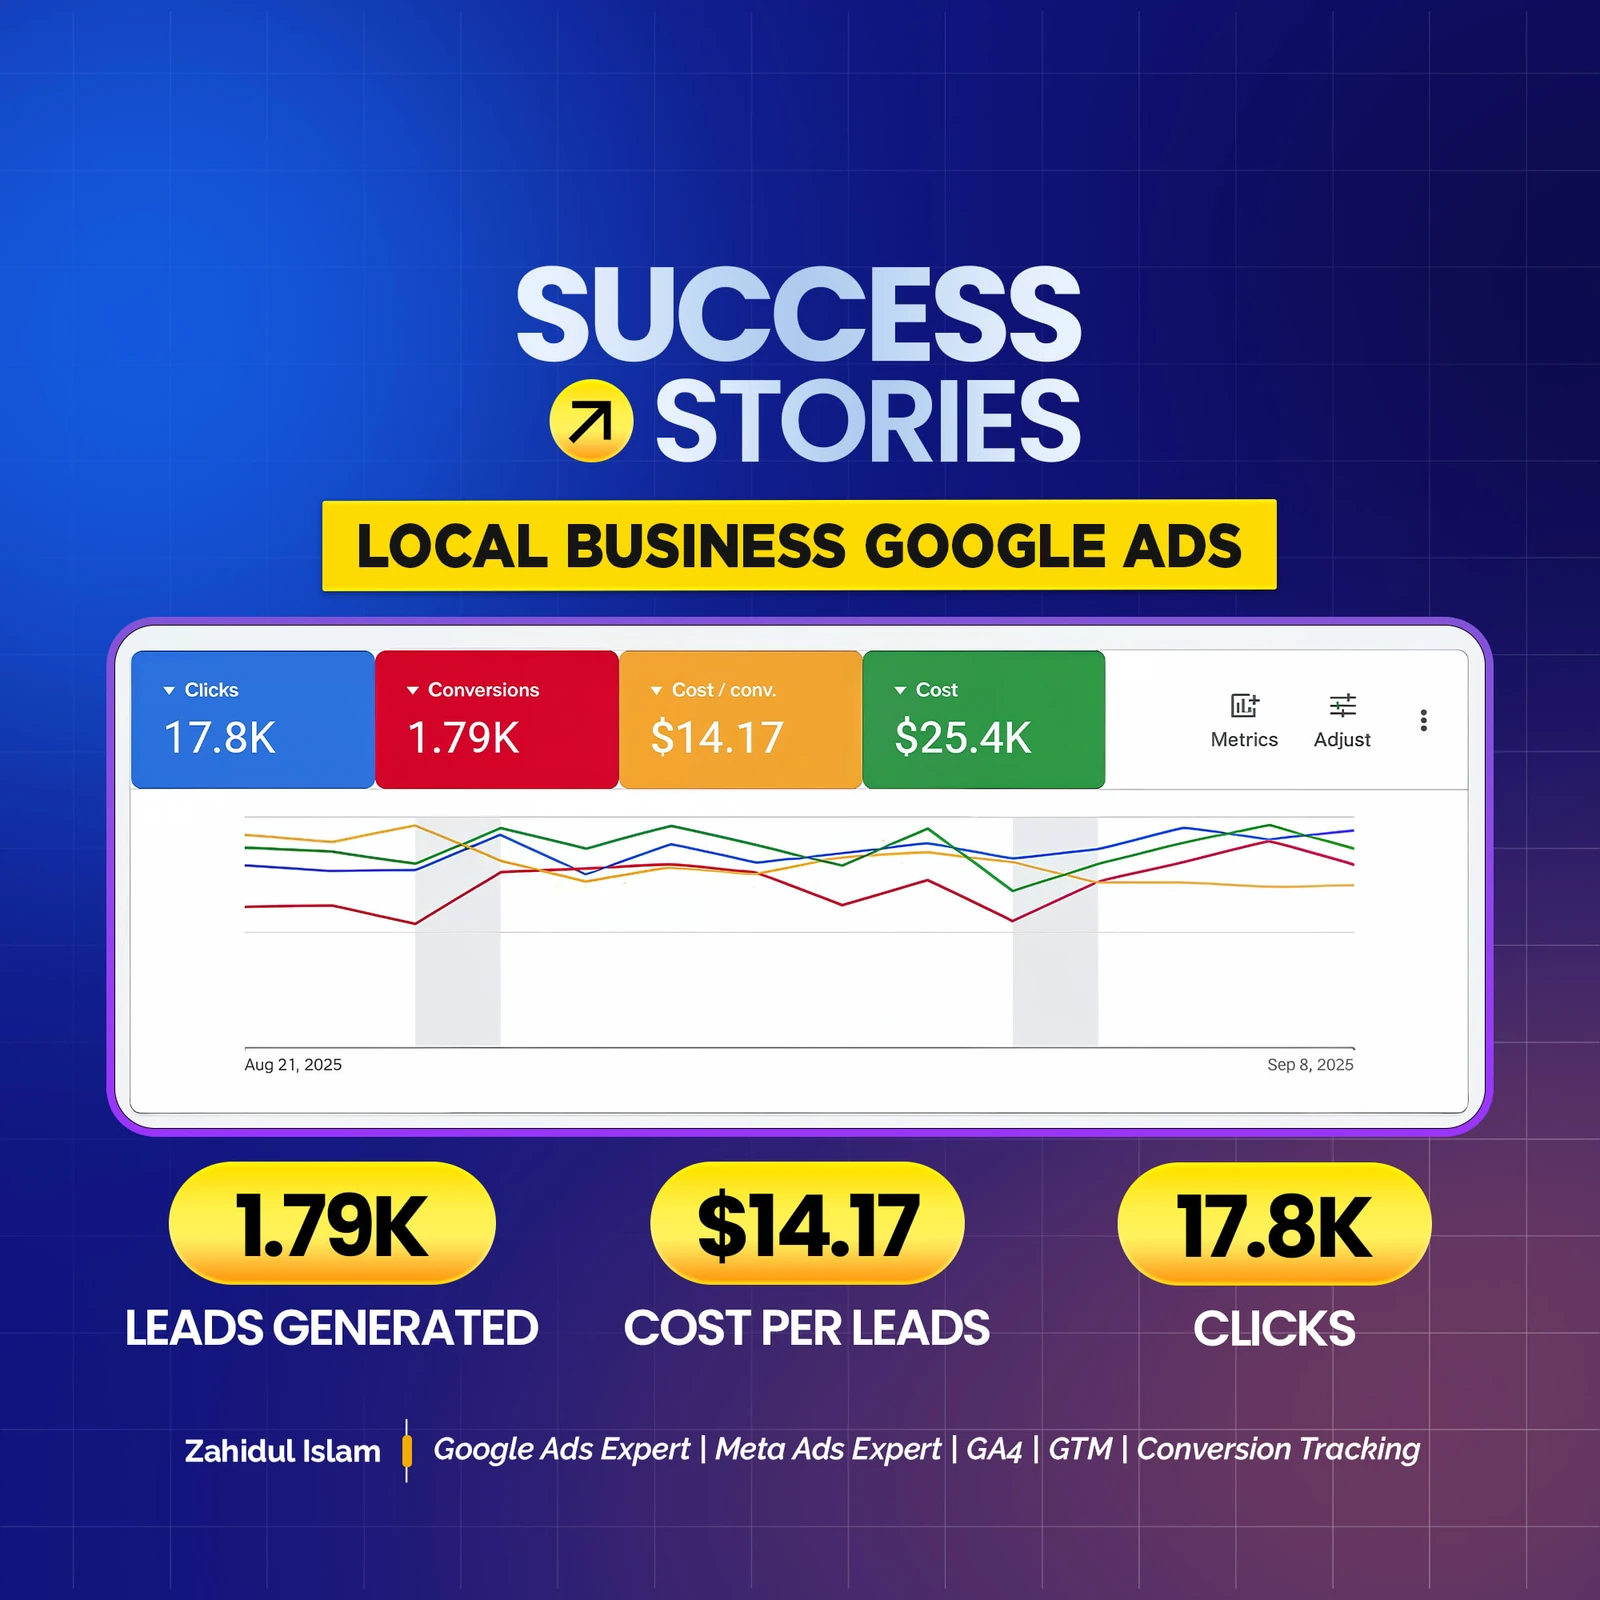 SUCCESS
STORIES
LOCAL BUSINESS GOOGLE ADS
Clicks
17.8K
Conversions
1.79K
Cost / conv.
$14.17
Cost
$25.4K
Metrics
Adjust
Aug 21, 2025
Sep 8, 2025
1.79K
LEADS GENERATED
$14.17
COST PER LEADS
17.8K
CLICKS
Zahidul Islam
Google Ads Expert | Meta Ads Expert | GA4 | GTM | Conversion Tracking